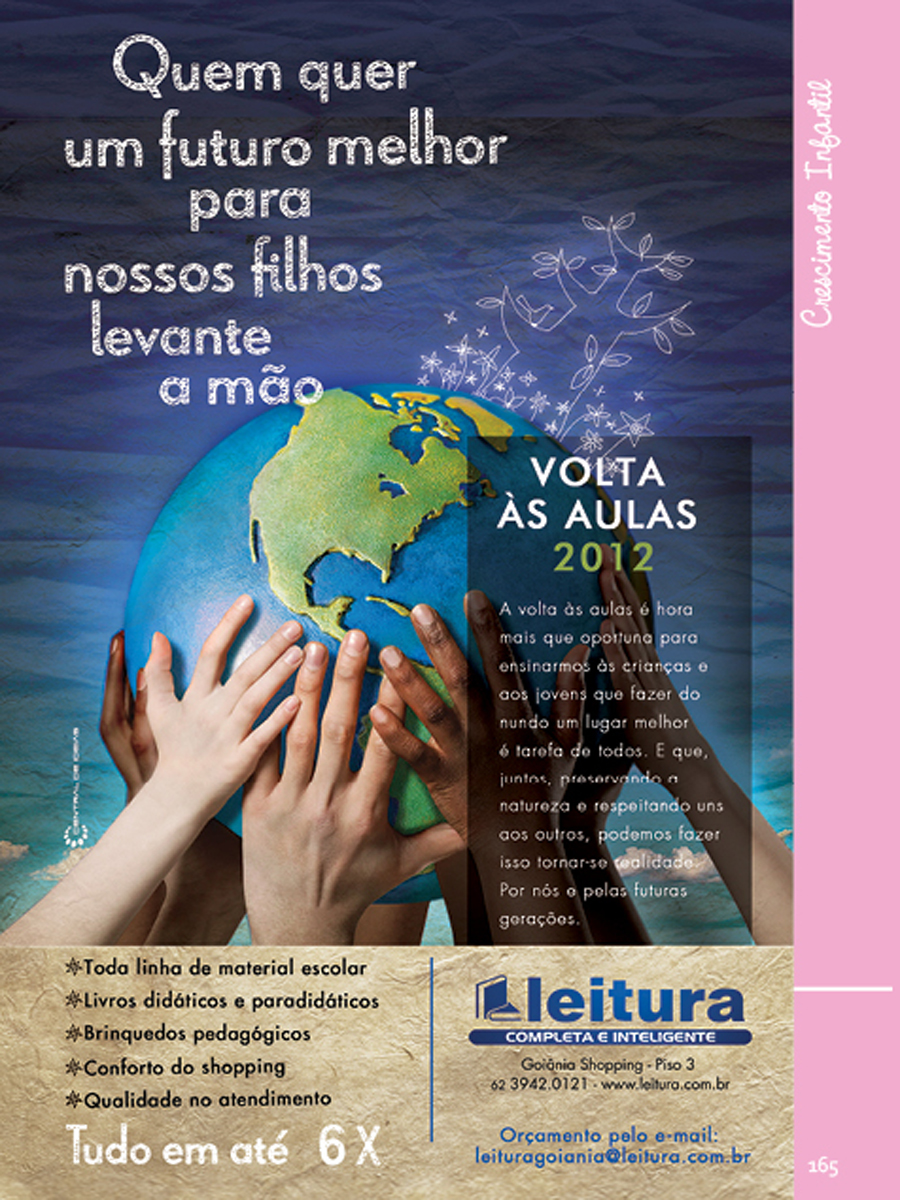 Quem quer
um futuro melhor
para
nossos filhos
levante
a mão
Crescimento Infantil
VOLTA
ÀS AULAS
2012
A volta às aulas é hora
mais que oportuna para
ensinarmos às crianças e
aos jovens que fazer do
nundo um lugar melhor
é tarefa de todos. E que,
juntos, preservando a
natureza e respeitando uns
aos outros, podemos fazer
isso tornar-se realidade.
Por nós e pelas futuras
gerações.
CENTRAL DE IDEIAS
Toda linha de material escolar
Livros didáticos e paradidáticos
Brinquedos pedagógicos
Conforto do shopping
Qualidade no atendimento
Tudo em até 6X
leitura
COMPLETA E INTELIGENTE
Goiânia Shopping - Piso 3
62 3942.0121 - www.leitura.com.br
Orçamento pelo e-mail:
leituragoiania@leitura.com.br
165